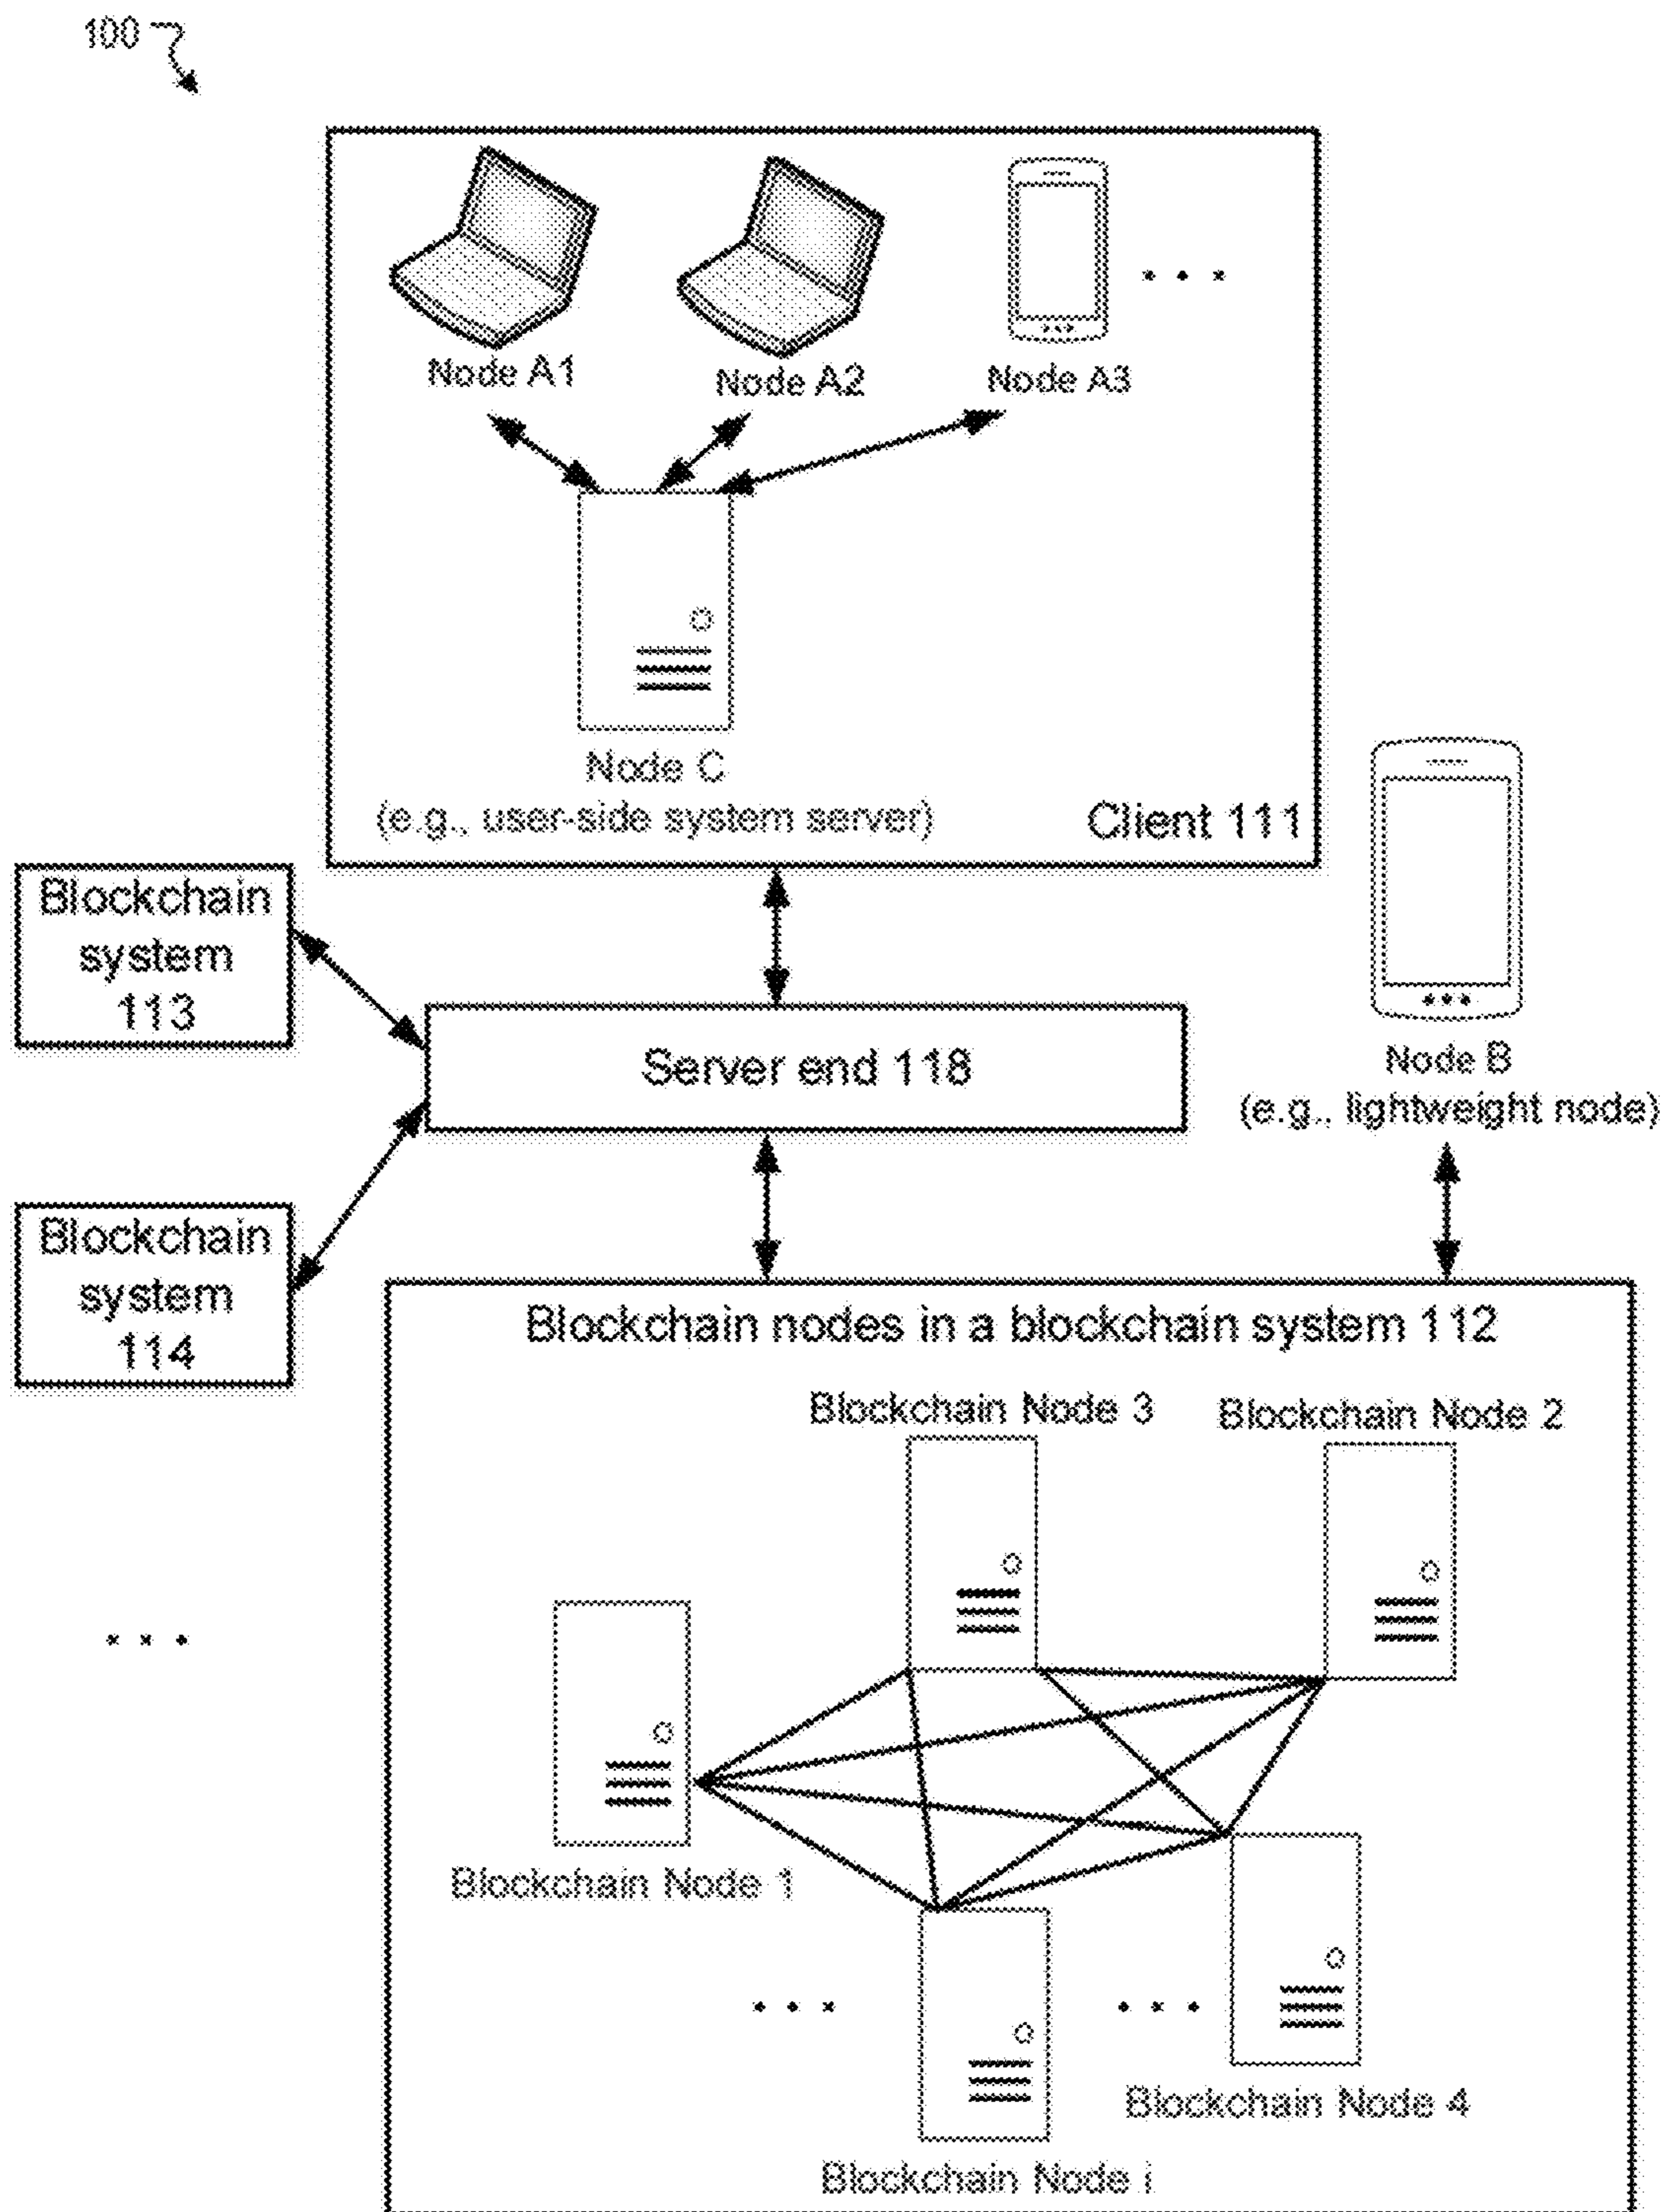 100
Node A1
Node A2
Node A3
Node C
(e.g., user-side system server)
Client 111
Blockchain
system
113
Server end 118
Node B
(e.g., lightweight node)
Blockchain
system
114
Blockchain nodes in a blockchain system 112
Blockchain Node 3
Blockchain Node 2
Blockchain Node 1
Blockchain Node 4
Blockchain Node i